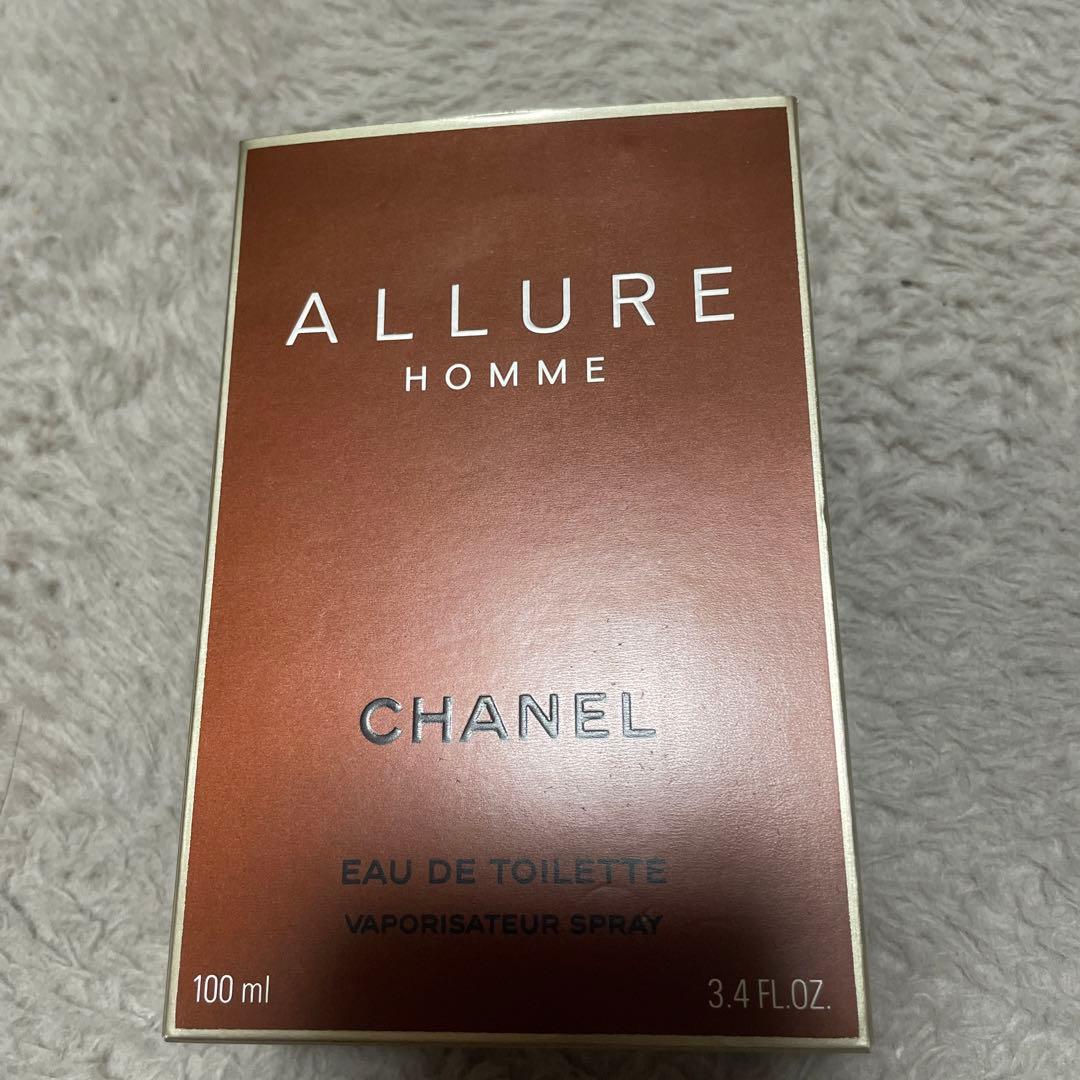 ALLURE
HOMME
CHANEL
EAU DE TOILETTE
VAPORISATEUR SPRAY
100 ml
3.4 FL.OZ.